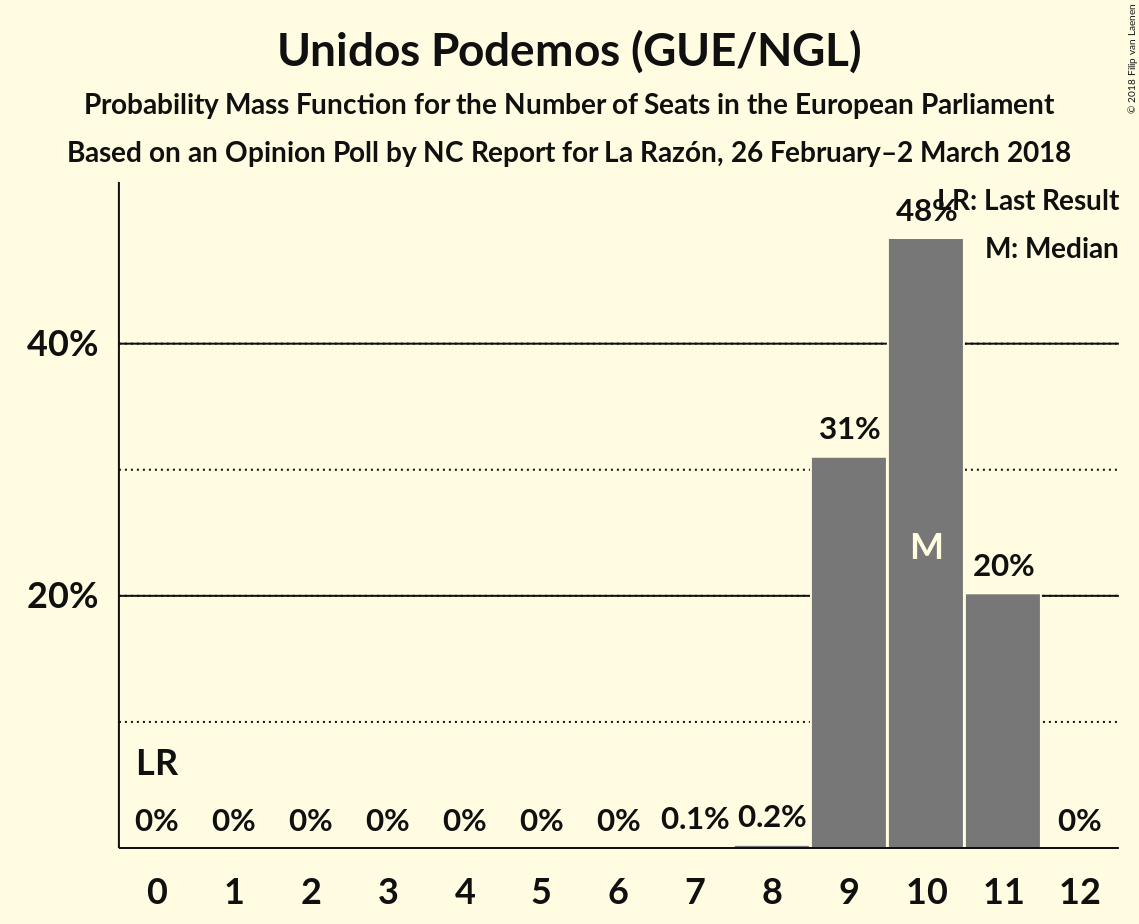 Unidos Podemos (GUE/NGL)
Probability Mass Function for the Number of Seats in the European Parliament
Based on an Opinion Poll by NC Report for La Razón, 26 February–2 March 2018
© 2018 Filip van Laenen
LR: Last Result
M: Median
48%
40%
31%
M
20%
20%
LR
0% 0% 0% 0% 0% 0% 0% 0.1% 0.2% 0%
0 1 2 3 4 5 6 7 8 9 10 11 12